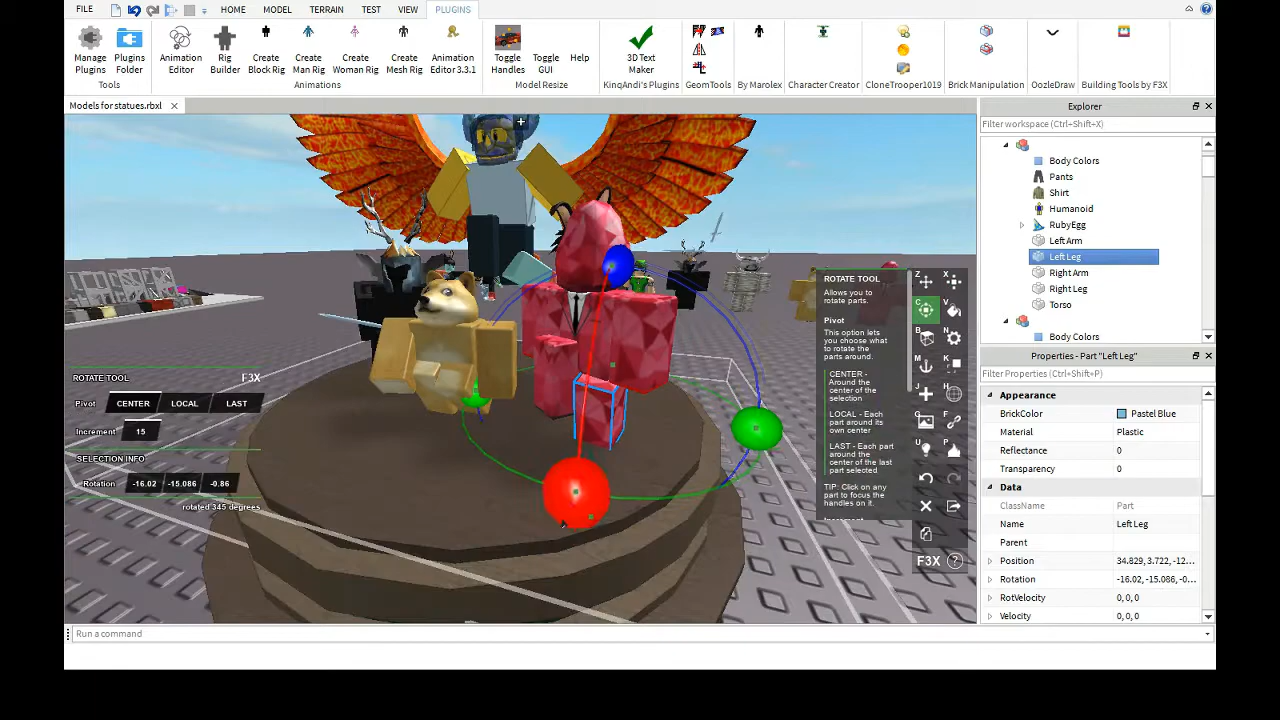 FILE HOME MODEL TERRAIN TEST VIEW PLUGINS
Manage Plugins
Plugins Folder
Animation Editor
Rig Builder
Create Block Rig
Create Man Rig
Create Woman Rig
Create Mesh Rig
Animation Editor 3.3.1
Toggle Handles
Toggle GUI
Help
3D Text Maker
Tools Animations Model Resize KinqAndi's Plugins GeomTools By Marolex Character Creator CloneTrooper1019 Brick Manipulation OozleDraw Building Tools by F3X
Models for statues.rbxl
ROTATE TOOL F3X
Pivot CENTER LOCAL LAST
Increment 15
SELECTION INFO
Rotation -16.02 -15.086 -0.86
rotated 345 degrees
ROTATE TOOL
Allows you to
rotate parts.
Pivot
This option lets
you choose
what to rotate
the parts
around.
CENTER -
Around the
center of the
selection
LOCAL - Each
part around its
own center
LAST - Each
part around the
center of the
last part
selected
TIP: Click on any
part to focus the
handles on it.
Z X
C V
B N
M K
J H
G F
U P
F3X ?
Explorer
Filter workspace (Ctrl+Shift+X)
Body Colors
Pants
Shirt
Humanoid
RubyEgg
Left Arm
Left Leg
Right Arm
Right Leg
Torso
Body Colors
Properties - Part "Left Leg"
Filter Properties (Ctrl+Shift+P)
Appearance
BrickColor Pastel Blue
Material Plastic
Reflectance 0
Transparency 0
Data
ClassName Part
Name Left Leg
Parent
Position 34.829, 3.722, -12...
Rotation -16.02, -15.086, -0...
RotVelocity 0, 0, 0
Velocity 0, 0, 0
Run a command